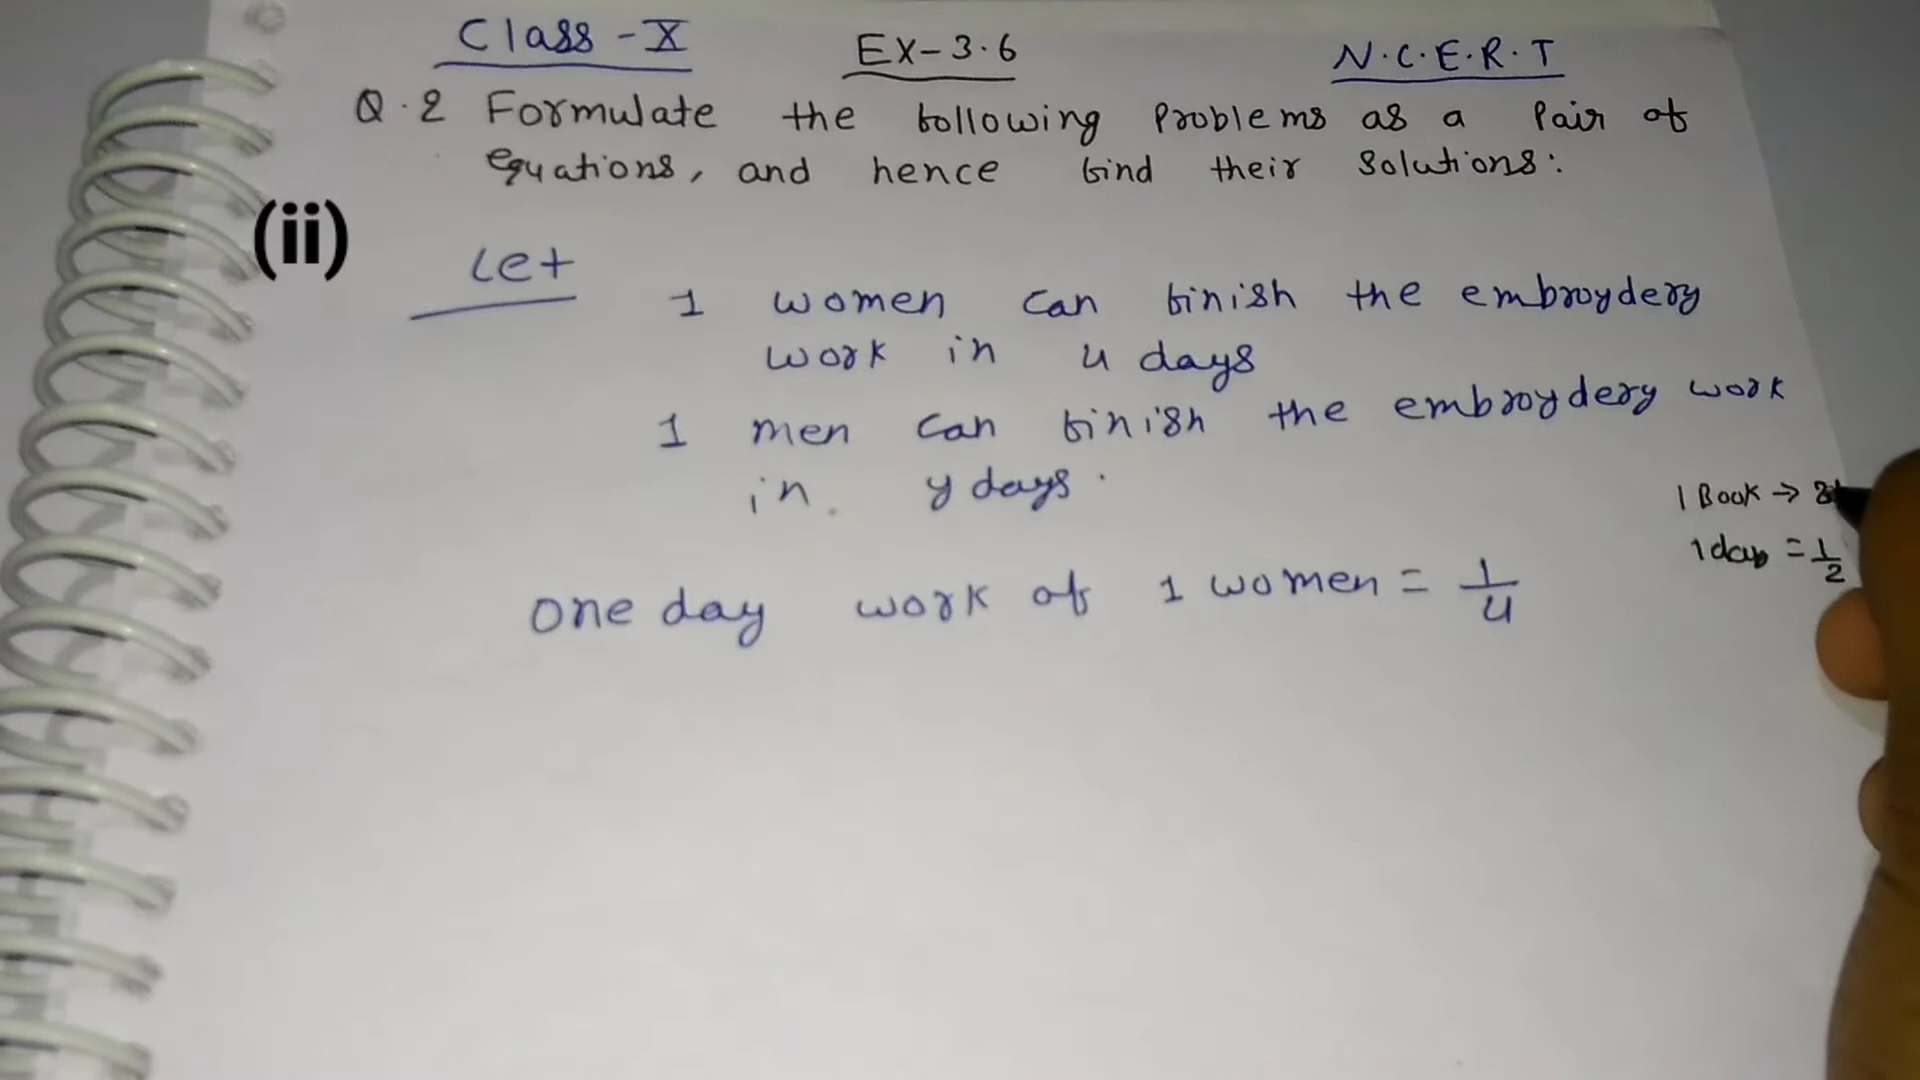 Class - X Ex-3.6 N.C.E.R.T
Q.2 Formulate the following Problems as a Pair of
equations, and hence find their Solutions:
(ii)
Let
1 women can finish the embroydery
work in u days
1 men can finish the embroydery work
in. y days.
1 Book →
1 day = 1/2
one day work of 1 women = 1/u